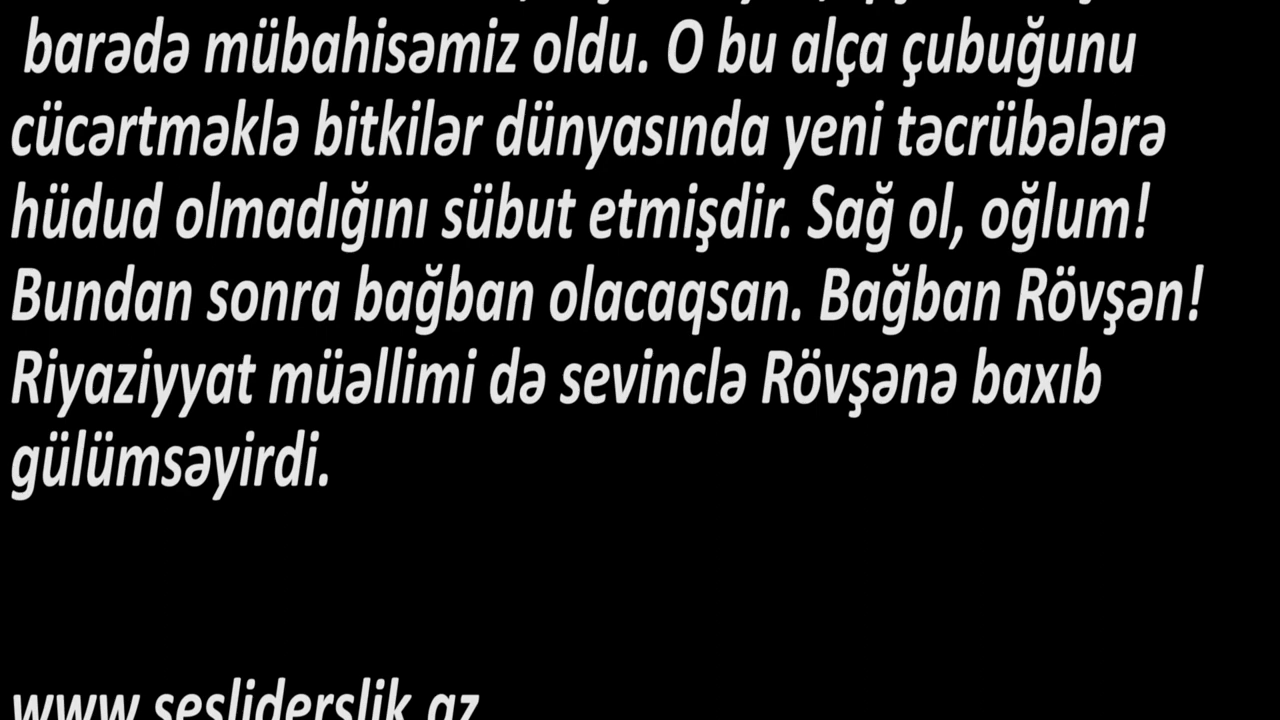 barədə mübahisəmiz oldu. O bu alça çubuğunu
cücərtməklə bitkilər dünyasında yeni təcrübələrə
hüdud olmadığını sübut etmişdir. Sağ ol, oğlum!
Bundan sonra bağban olacaqsan. Bağban Rövşən!
Riyaziyyat müəllimi də sevinclə Rövşənə baxıb
gülümsəyirdi.
www.sesliderslik.az